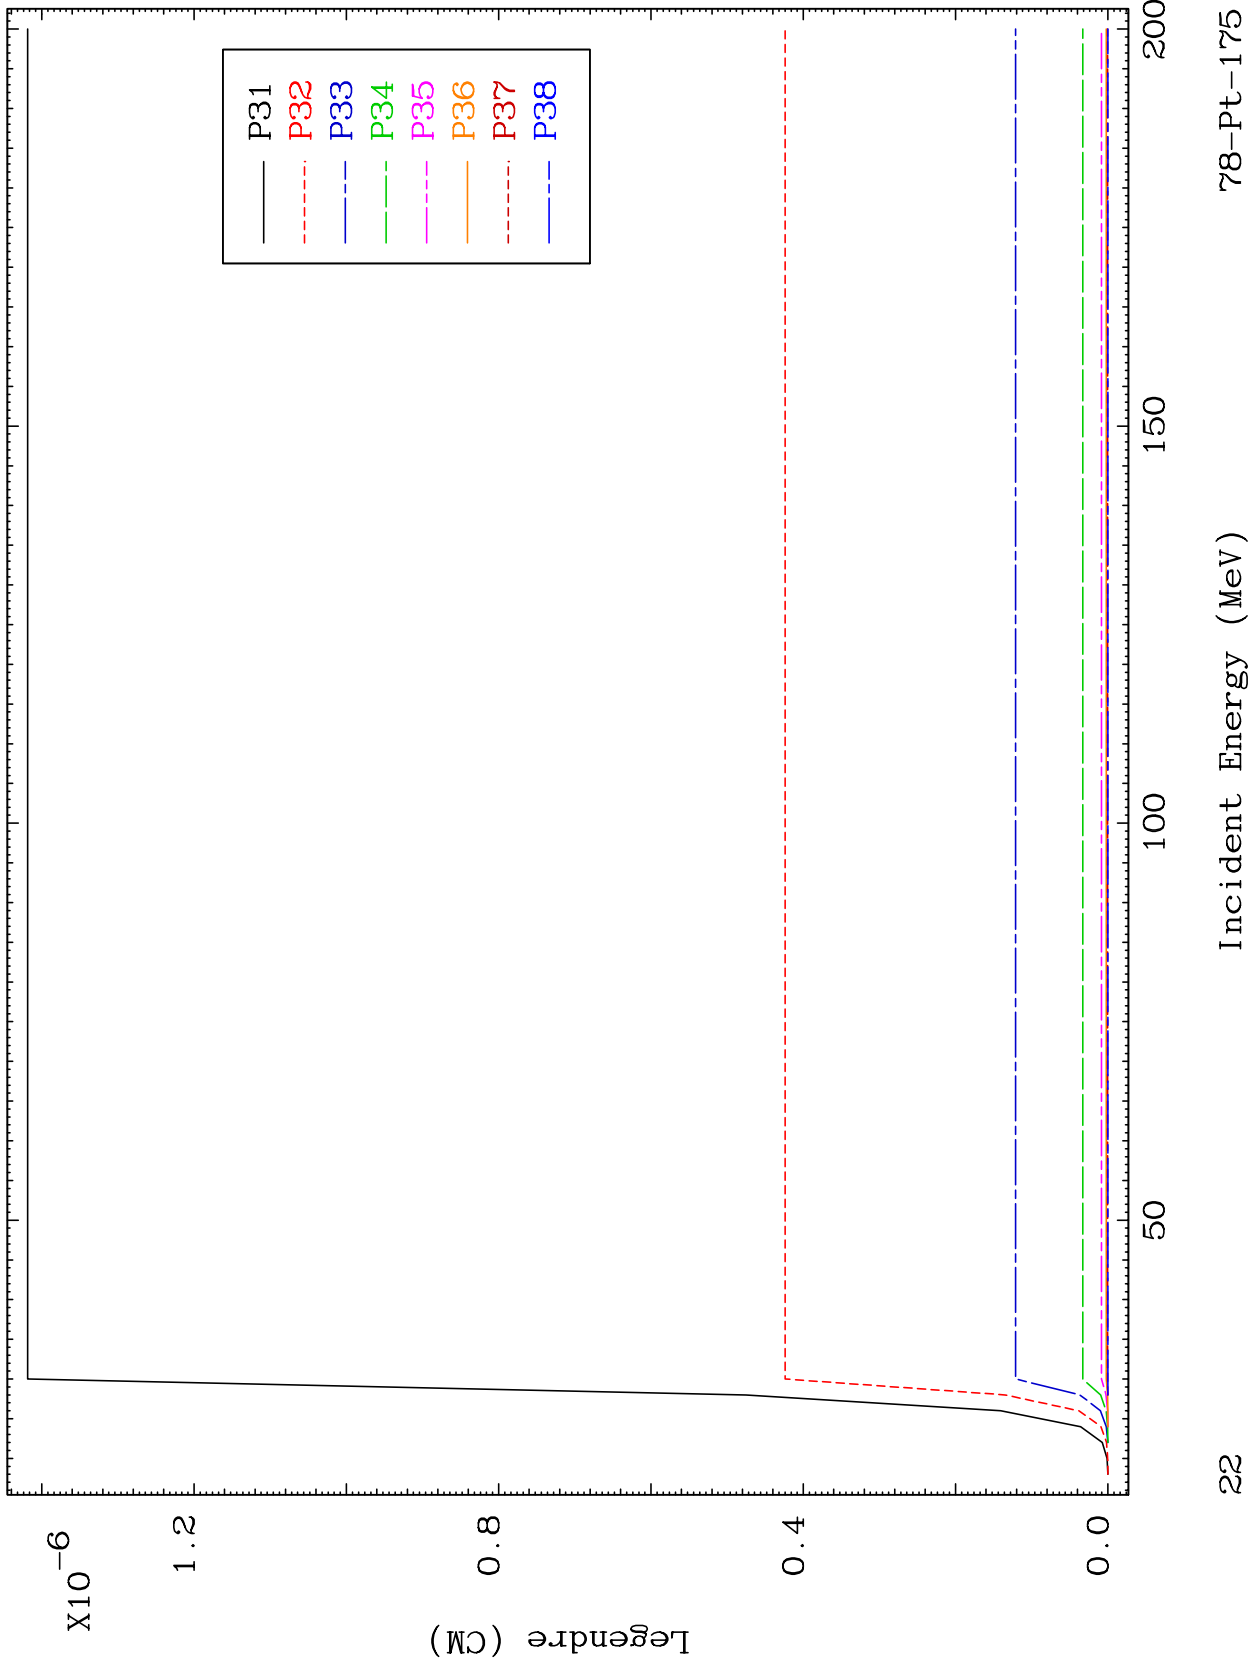 X10-6
1.2
0.8
0.4
0.0
Legendre (CM)
P31
P32
P33
P34
P35
P36
P37
P38
50
100
150
200
22
Incident Energy (MeV)
78-Pt-175